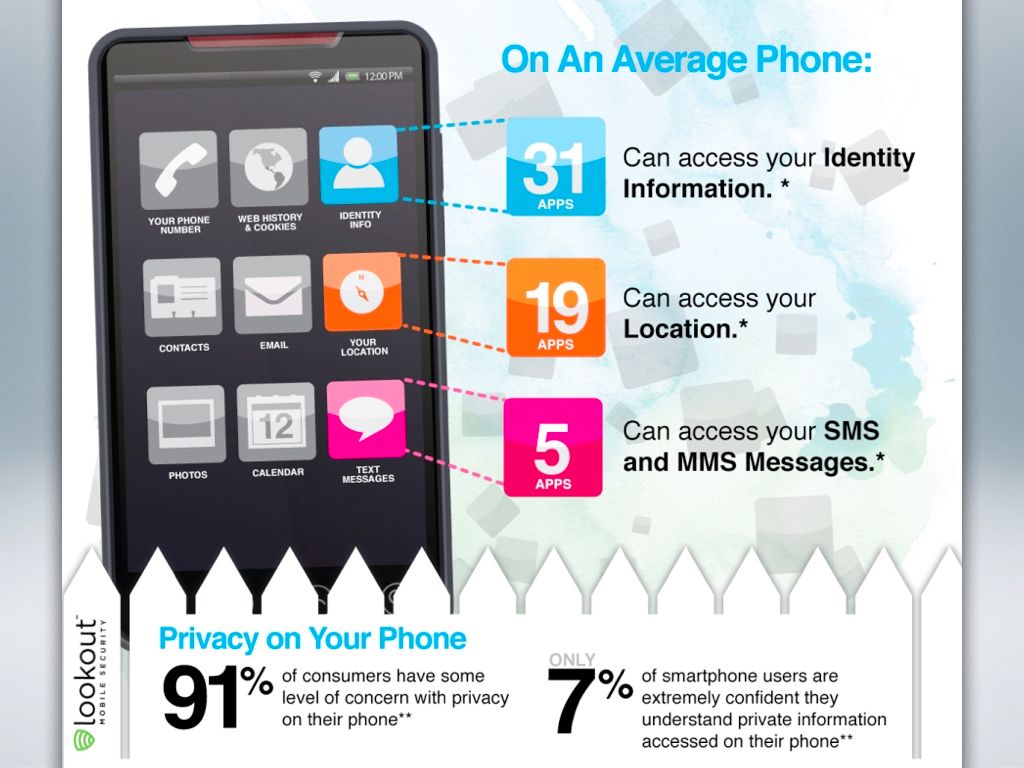 12:00 PM
YOUR PHONE
NUMBER
WEB HISTORY
& COOKIES
IDENTITY
INFO
CONTACTS
EMAIL
N
YOUR
LOCATION
PHOTOS
12
CALENDAR
TEXT
MESSAGES
On An Average Phone:
31
APPS
Can access your Identity
Information. *
19
APPS
Can access your
Location.*
5
APPS
Can access your SMS
and MMS Messages.*
lookout™
MOBILE SECURITY
Privacy on Your Phone
91%
of consumers have some
level of concern with privacy
on their phone**
ONLY
7%
of smartphone users are
extremely confident they
understand private information
accessed on their phone**